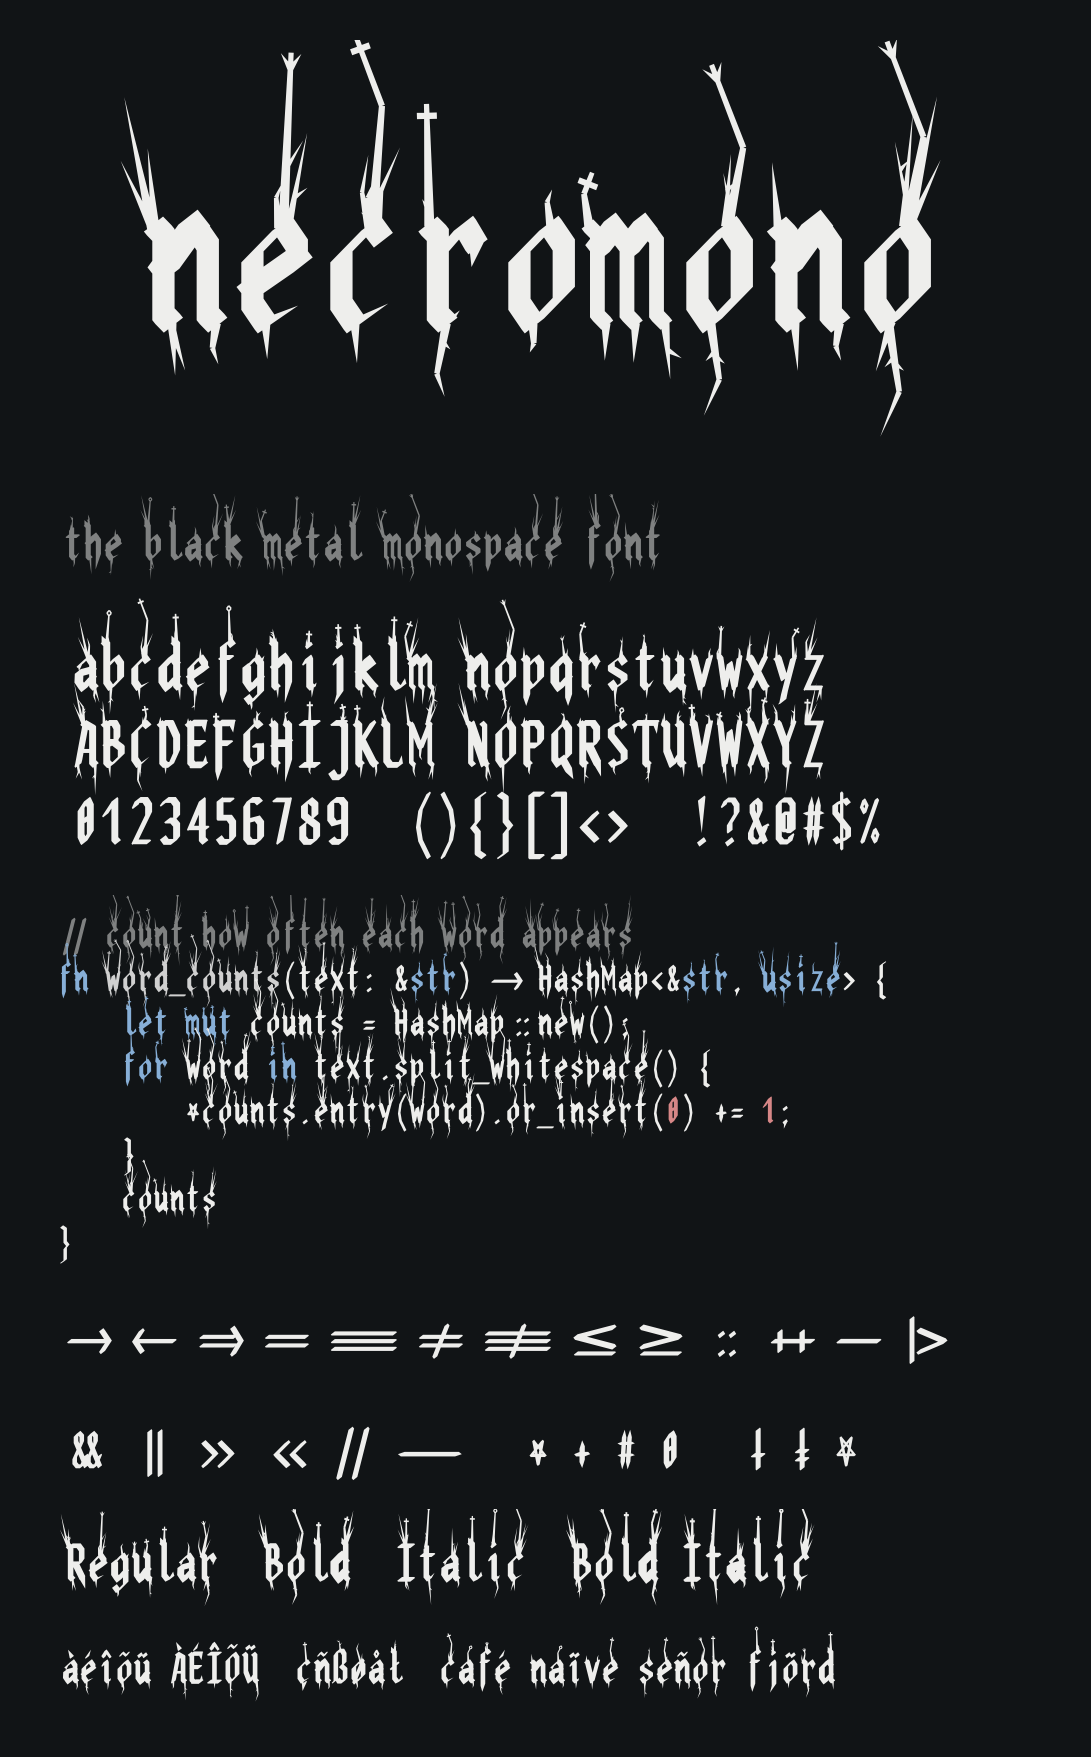 necromono
the black metal monospace font
abcdefghijklm nopqrstuvwxyz
ABCDEFGHIJKLM NOPQRSTUVWXYZ
0123456789 (){}[]<> !?&@#$%
// count how often each word appears
fn word_counts(text: &str) → HashMap<&str, usize> {
let mut counts = HashMap::new();
for word in text.split_whitespace() {
*counts.entry(word).or_insert(0) += 1;
}
counts
}
→ ← ⇒ = ≡ ≠ ≢ ≤ ≥ :: ++ — |>
&& || >> << // —— * + # 0 † ‡ ⛧
Regular Bold Italic Bold Italic
àéîõü ÀÉÎÕÜ çñßøåł café naïve señor fjörd